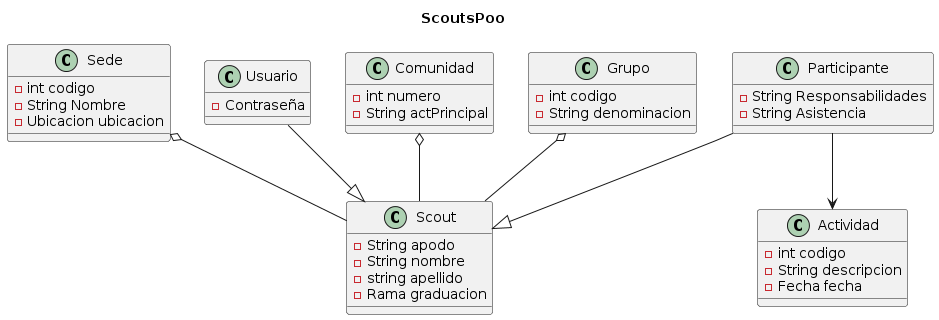 ScoutsPoo
C Sede
int codigo
String Nombre
Ubicacion ubicacion
C Usuario
Contraseña
C Comunidad
int numero
String actPrincipal
C Grupo
int codigo
String denominacion
C Participante
String Responsabilidades
String Asistencia
C Scout
String apodo
String nombre
string apellido
Rama graduacion
C Actividad
int codigo
String descripcion
Fecha fecha